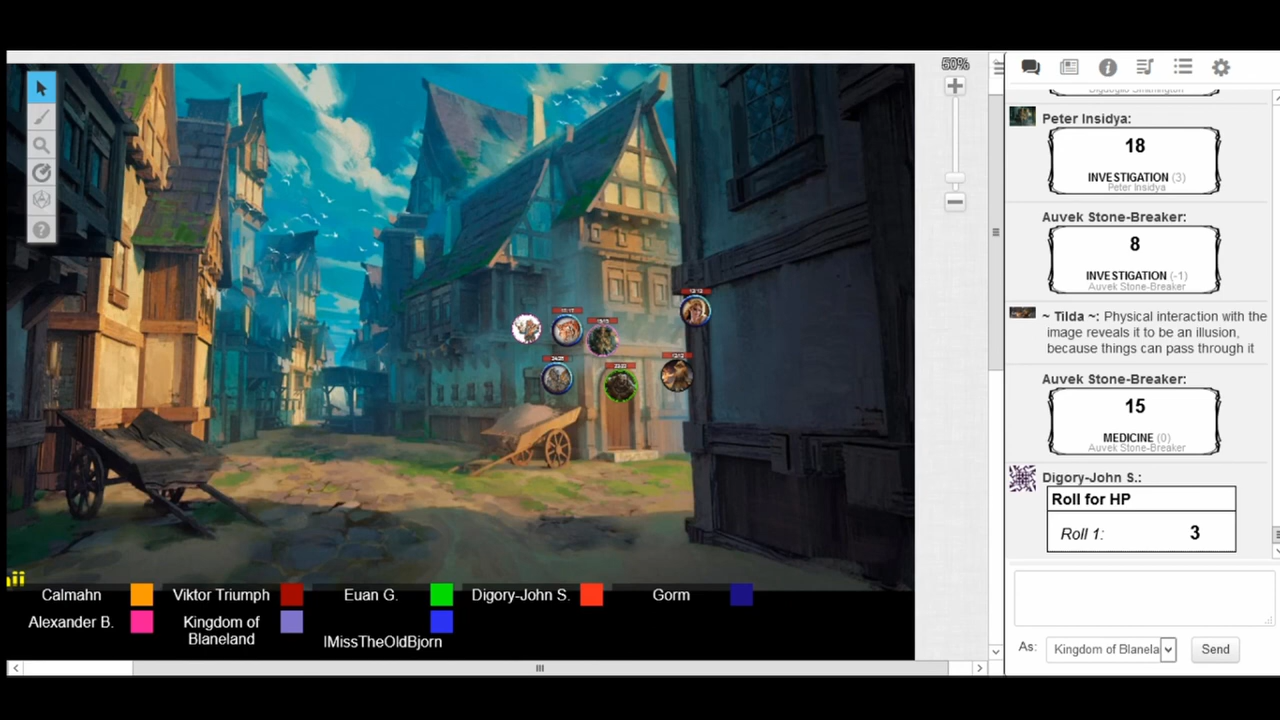 50%
Peter Insidya:
18
INVESTIGATION (3)
Peter Insidya
Auvek Stone-Breaker:
8
INVESTIGATION (-1)
Auvek Stone-Breaker
~ Tilda ~: Physical interaction with the
image reveals it to be an illusion,
because things can pass through it
Auvek Stone-Breaker:
15
MEDICINE (0)
Auvek Stone-Breaker
Digory-John S.:
Roll for HP
Roll 1: 3
Calmahn
Viktor Triumph
Euan G.
Digory-John S.
Gorm
Alexander B.
Kingdom of
Blaneland
IMissTheOldBjorn
As: Kingdom of Blanela Send